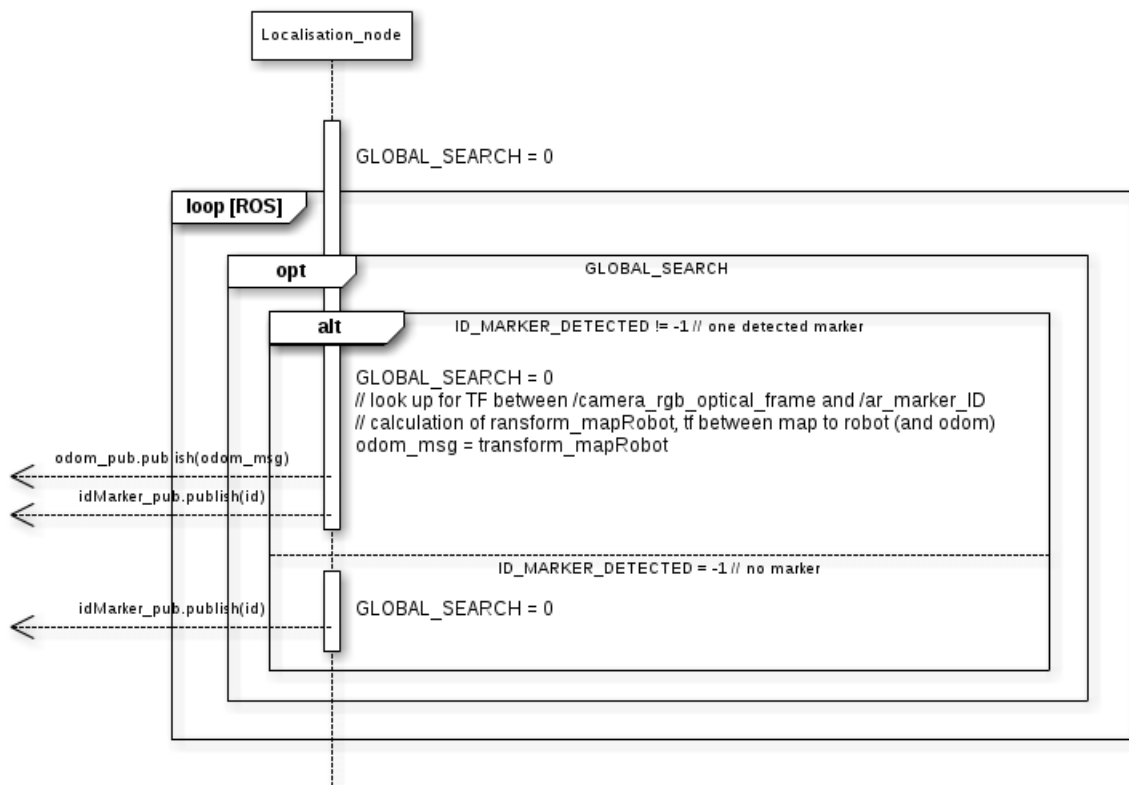 Localisation_node
GLOBAL_SEARCH = 0
loop [ROS]
opt
GLOBAL_SEARCH
alt
ID_MARKER_DETECTED != -1 // one detected marker
GLOBAL_SEARCH = 0
// look up for TF between /camera_rgb_optical_frame and /ar_marker_ID
// calculation of ransform_mapRobot, tf between map to robot (and odom)
odom_msg = transform_mapRobot
odom_pub.publish(odom_msg)
idMarker_pub.publish(id)
ID_MARKER_DETECTED = -1 // no marker
GLOBAL_SEARCH = 0
idMarker_pub.publish(id)